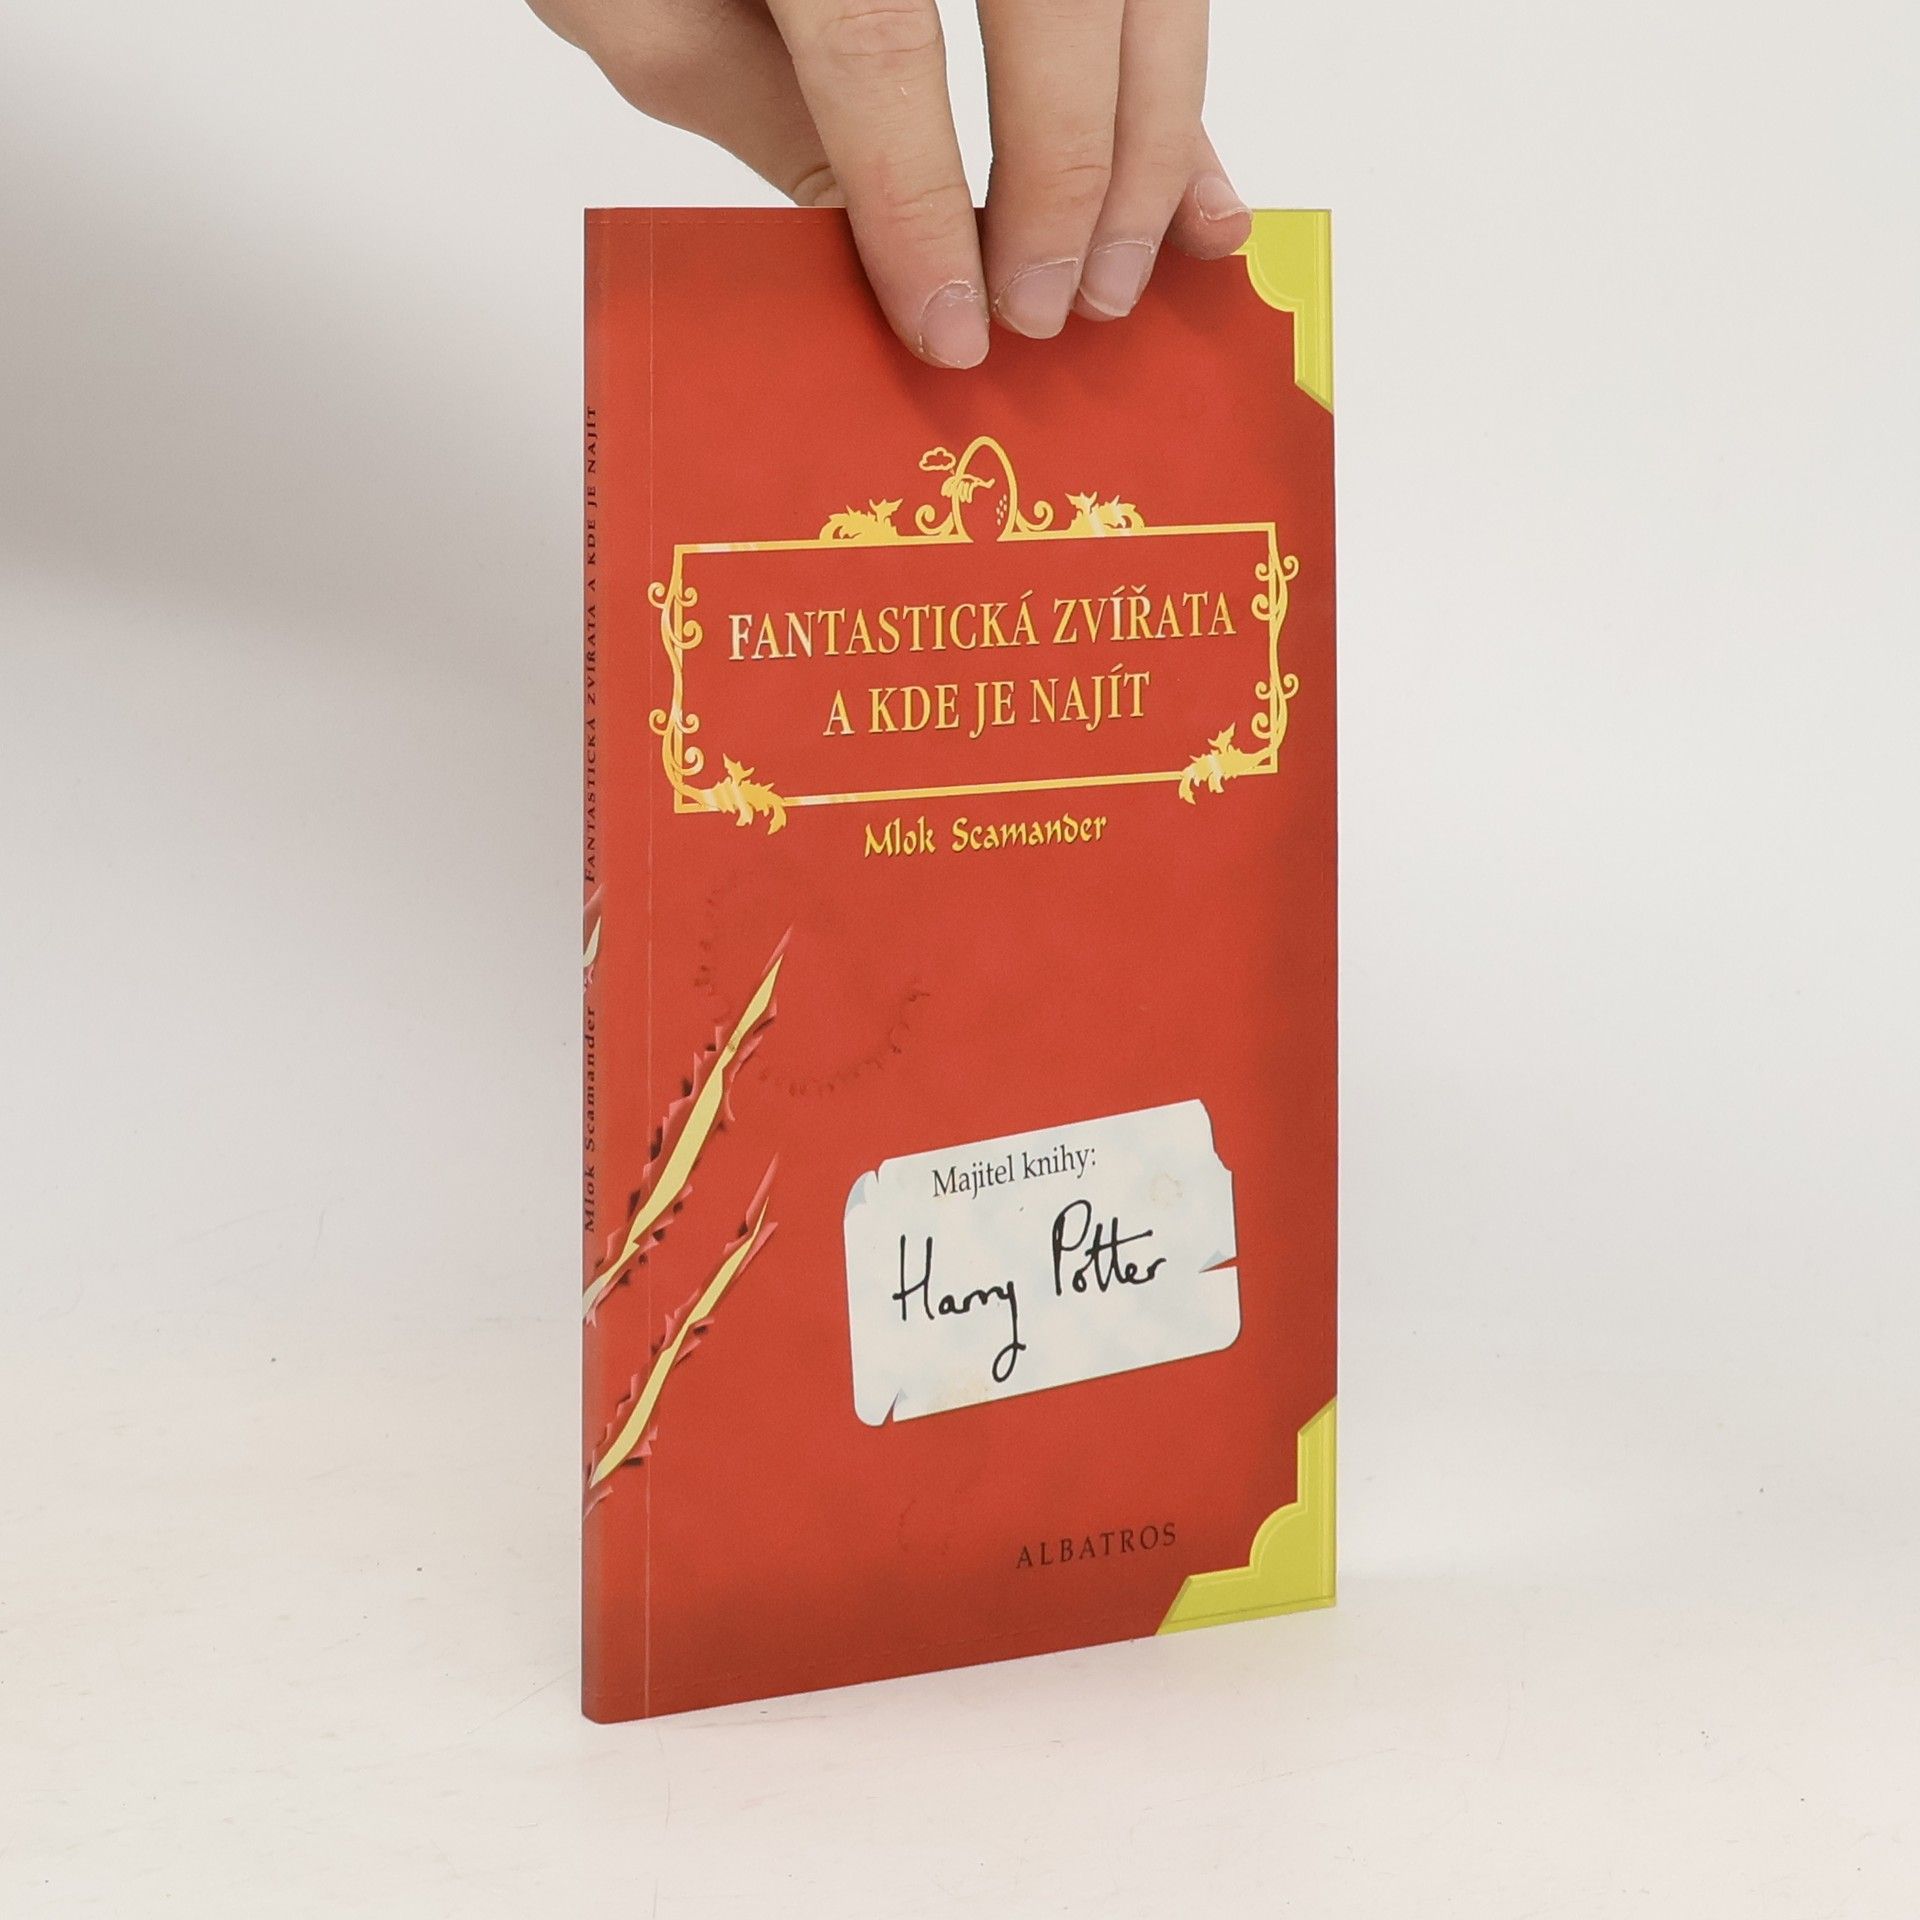 FANTASTICKÁ ZVÍŘATA
A KDE JE NAJÍT
Mlok Scamander
Majitel knihy:
Harry Potter
ALBATROS
Mlok Scamander FANTASTICKÁ ZVÍŘATA A KDE JE NAJÍT